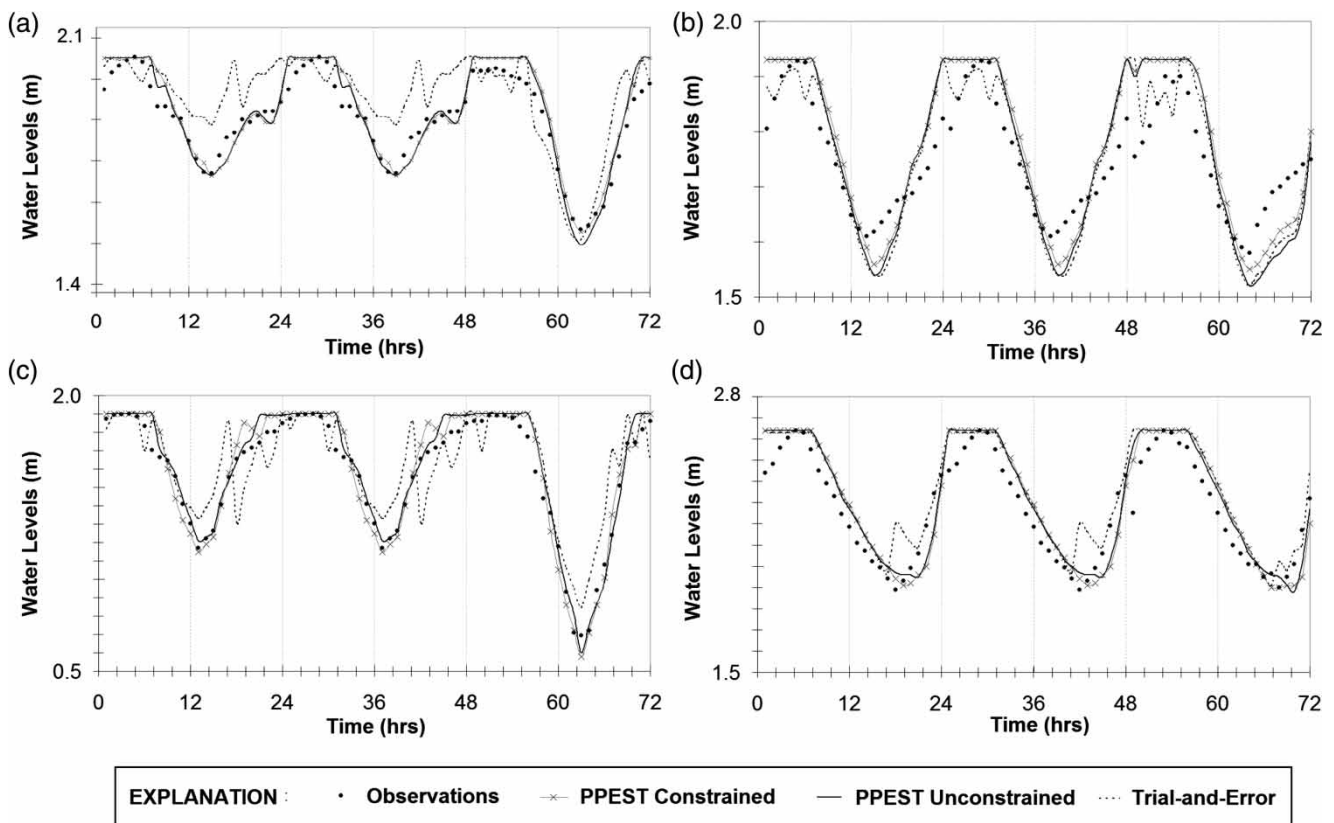 (a)
2.1
Water Levels (m)
1.4
0 12 24 36 48 60 72
Time (hrs)
(b)
2.0
Water Levels (m)
1.5
0 12 24 36 48 60 72
Time (hrs)
(c)
2.0
Water Levels (m)
0.5
0 12 24 36 48 60 72
Time (hrs)
(d)
2.8
Water Levels (m)
1.5
0 12 24 36 48 60 72
Time (hrs)
EXPLANATION : Observations PPEST Constrained PPEST Unconstrained Trial-and-Error